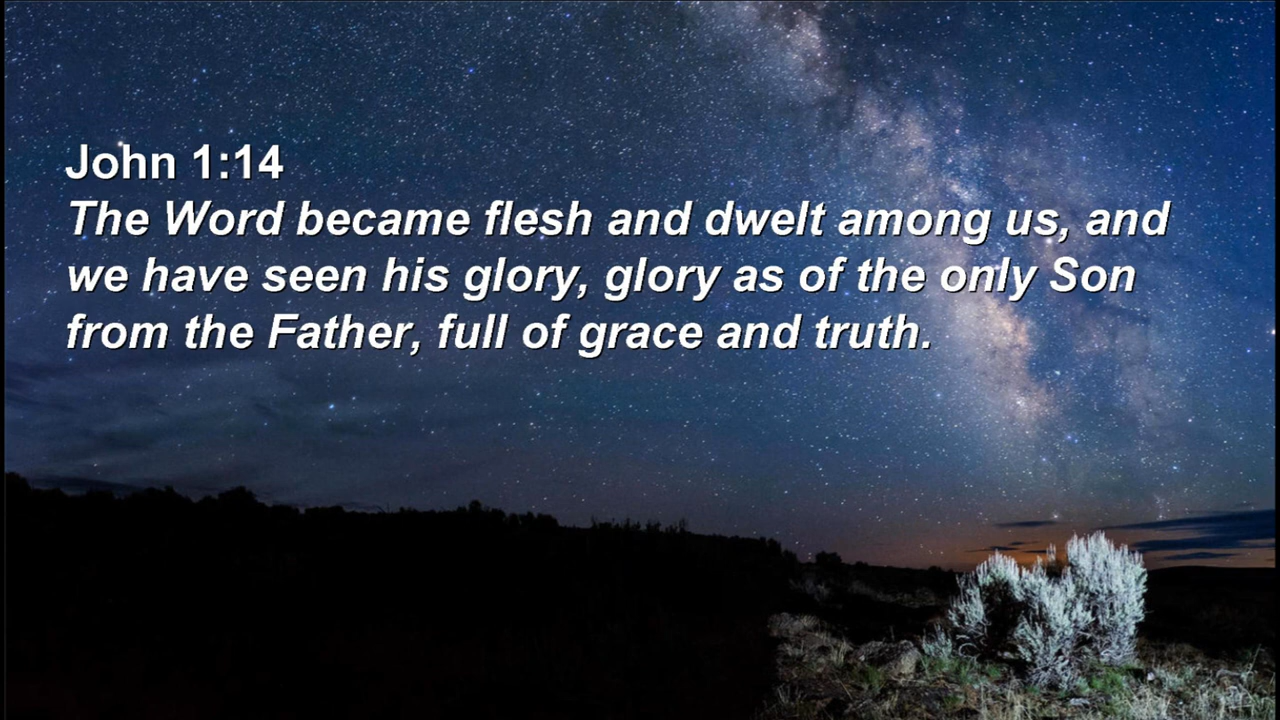 John 1:14
The Word became flesh and dwelt among us, and
we have seen his glory, glory as of the only Son
from the Father, full of grace and truth.